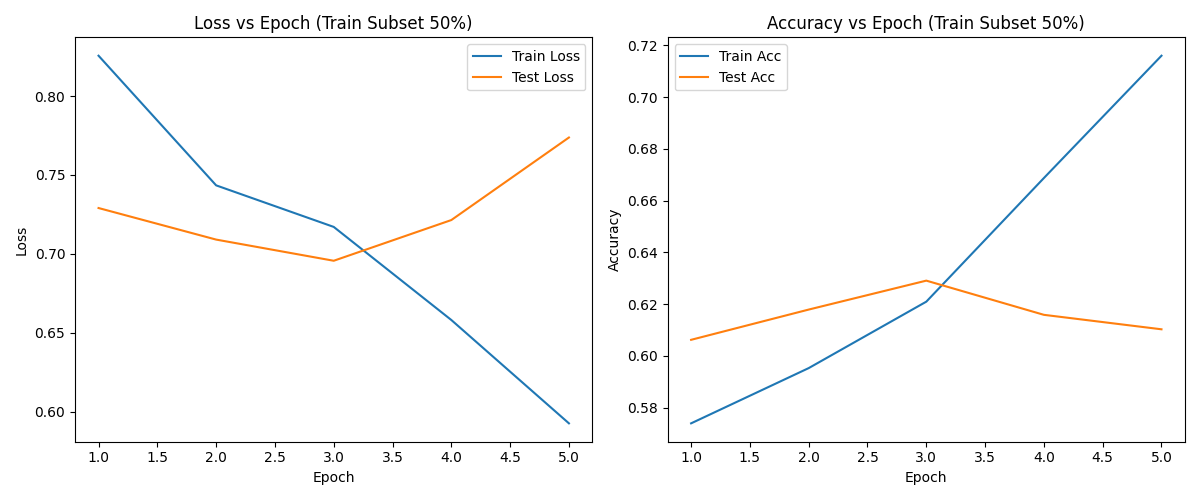 Loss vs Epoch (Train Subset 50%)
Train Loss
Test Loss
0.80
0.75
0.70
0.65
0.60
Loss
1.0 1.5 2.0 2.5 3.0 3.5 4.0 4.5 5.0
Epoch
Accuracy vs Epoch (Train Subset 50%)
Train Acc
Test Acc
0.72
0.70
0.68
0.66
0.64
0.62
0.60
0.58
Accuracy
1.0 1.5 2.0 2.5 3.0 3.5 4.0 4.5 5.0
Epoch